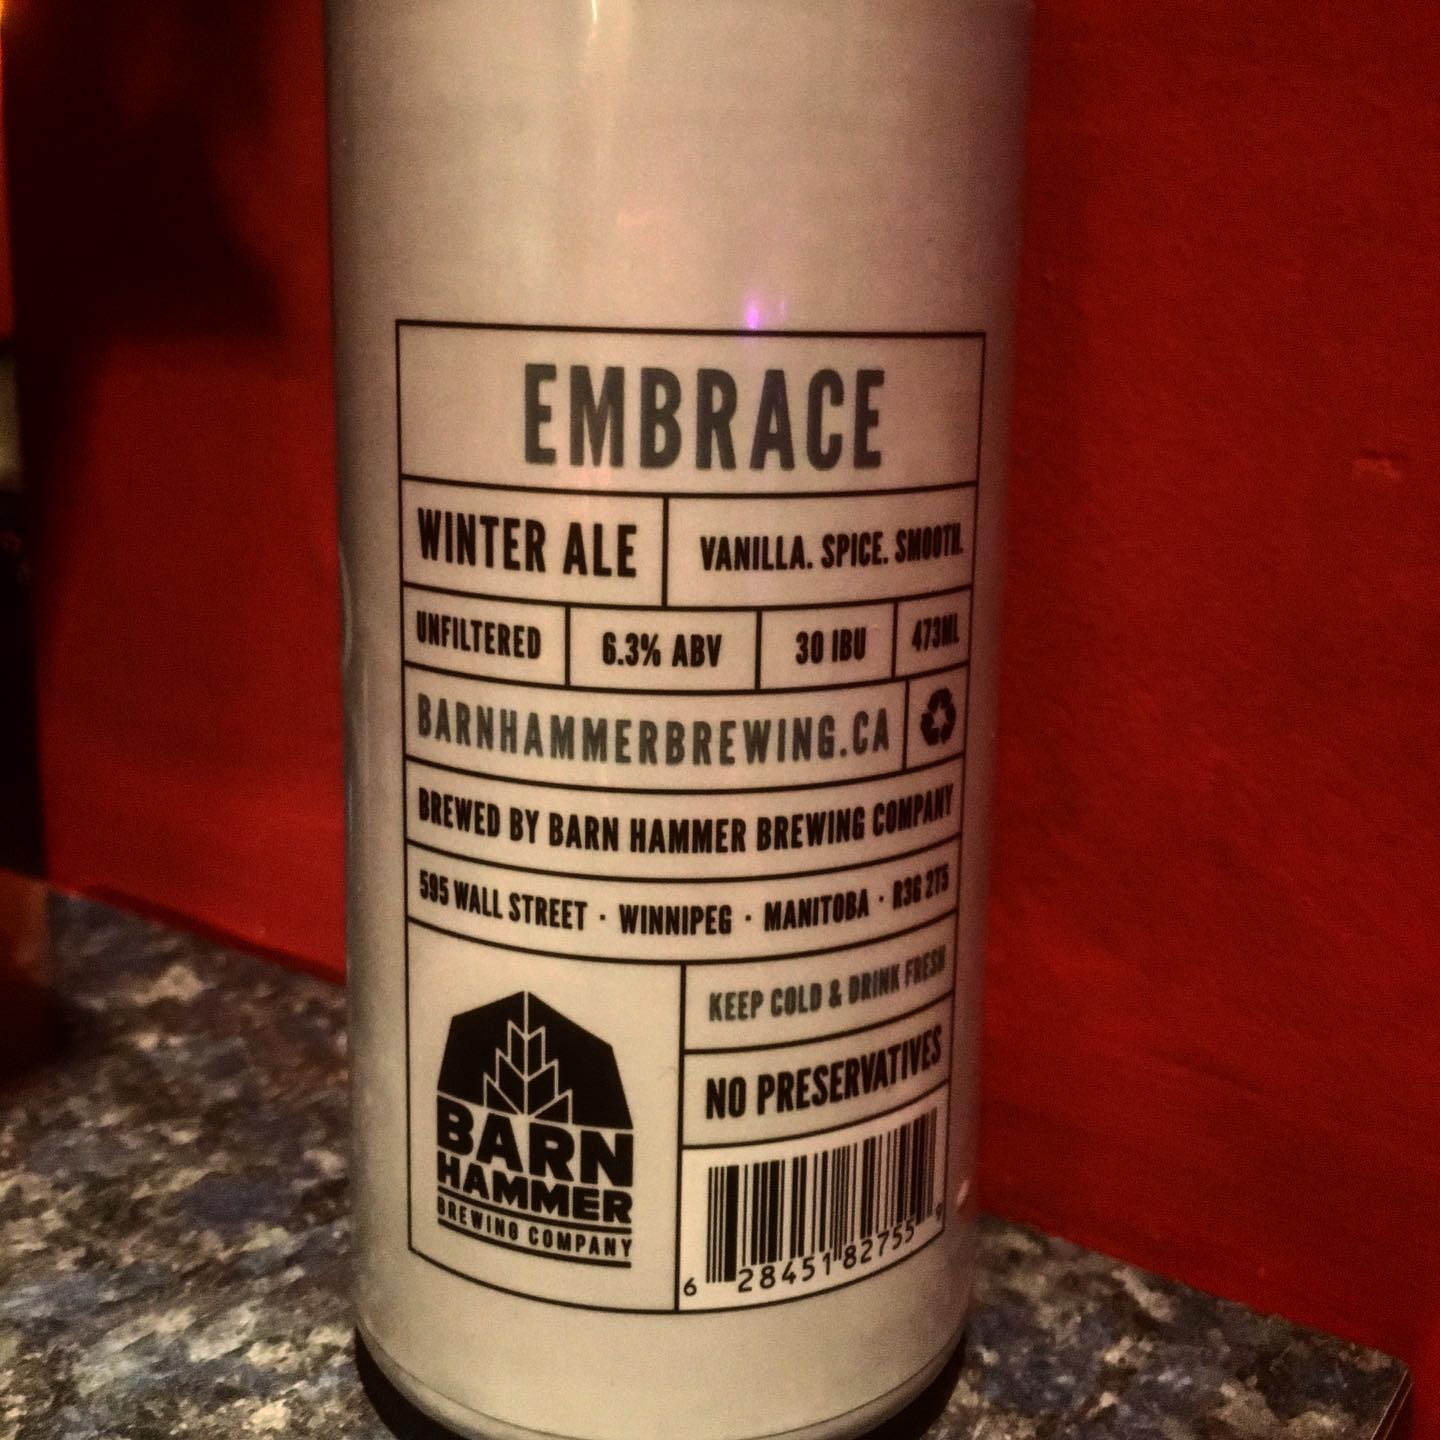 EMBRACE
WINTER ALE
VANILLA. SPICE. SMOOTH.
UNFILTERED
6.3% ABV
30 IBU
473ML
BARNHAMMERBREWING.CA
BREWED BY BARN HAMMER BREWING COMPANY
595 WALL STREET · WINNIPEG · MANITOBA · R3G 2T5
KEEP COLD & DRINK FRESH
NO PRESERVATIVES
BARN
HAMMER
BREWING COMPANY
6 28451 82755 9